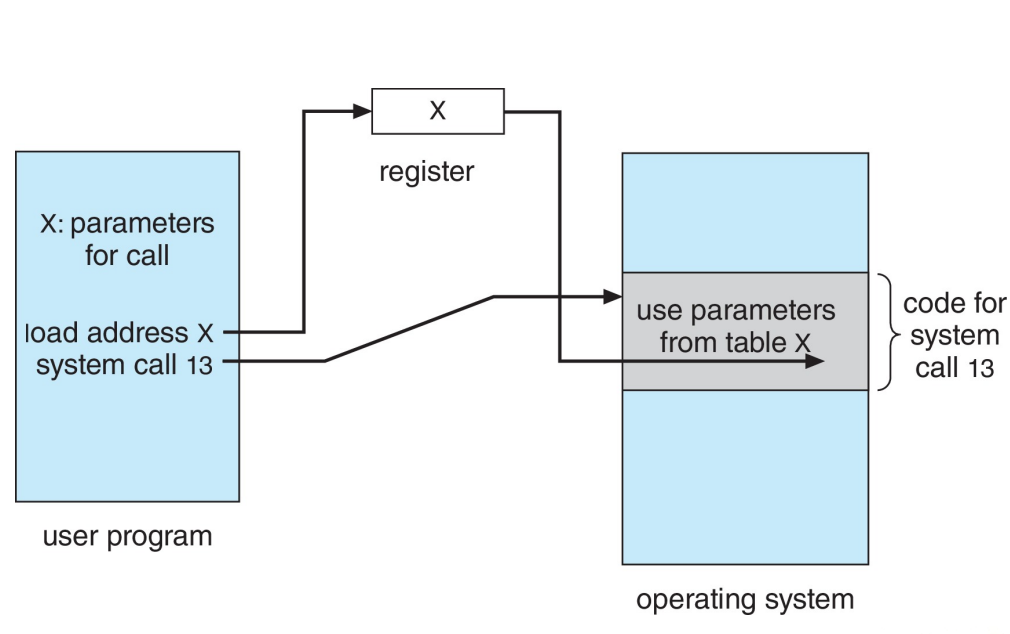 X
register
X: parameters
for call
load address X
system call 13
user program
use parameters
from table X
code for
system
call 13
operating system